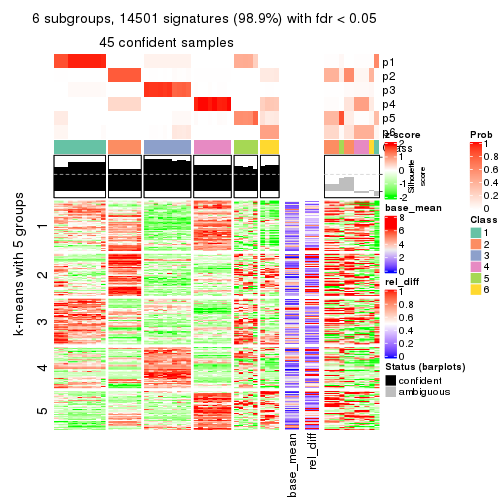 6 subgroups, 14501 signatures (98.9%) with fdr < 0.05
45 confident samples
p1
p2
p3
p4
p5
p6
Class
z-score
2
1
0
-1
-2
Silhouette
score
base_mean
8
6
4
2
0
rel_diff
1
0.8
0.6
0.4
0.2
0
Status (barplots)
confident
ambiguous
Prob
1
0.8
0.6
0.4
0.2
0
Class
1
2
3
4
5
6
k-means with 5 groups
1
2
3
4
5
base_mean
rel_diff